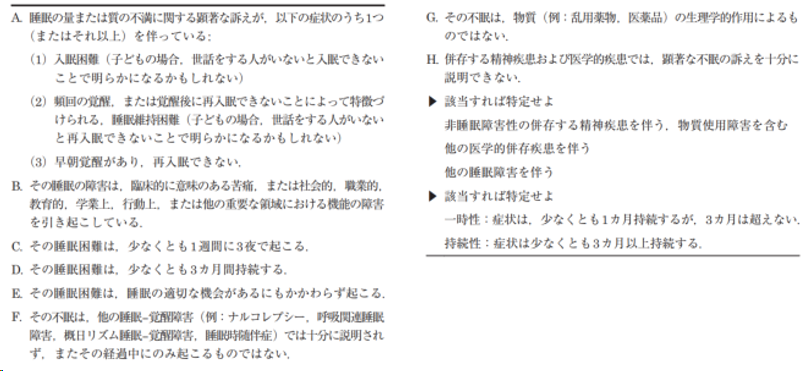 A. 睡眠の量または質の不満に関する顕著な訴えが，以下の症状のうち1つ
（またはそれ以上）を伴っている：
（1）入眠困難（子どもの場合，世話をする人がいないと入眠できない
ことで明らかになるかもしれない）
（2）頻回の覚醒，または覚醒後に再入眠できないことによって特徴づ
けられる，睡眠維持困難（子どもの場合，世話をする人がいない
と再入眠できないことで明らかになるかもしれない）
（3）早朝覚醒があり，再入眠できない．
B. その睡眠の障害は，臨床的に意味のある苦痛，または社会的，職業的，
教育的，学業上，行動上，または他の重要な領域における機能の障害
を引き起こしている．
C. その睡眠困難は，少なくとも1週間に3夜で起こる．
D. その睡眠困難は，少なくとも3カ月間持続する．
E. その睡眠困難は，睡眠の適切な機会があるにもかかわらず起こる．
F. その不眠は，他の睡眠–覚醒障害（例：ナルコレプシー，呼吸関連睡眠
障害，概日リズム睡眠–覚醒障害，睡眠時随伴症）では十分に説明され
ず，またその経過中にのみ起こるものではない．
G. その不眠は，物質（例：乱用薬物，医薬品）の生理学的作用によるも
のではない．
H. 併存する精神疾患および医学的疾患では，顕著な不眠の訴えを十分に
説明できない．
▶ 該当すれば特定せよ
非睡眠障害性の併存する精神疾患を伴う，物質使用障害を含む
他の医学的併存疾患を伴う
他の睡眠障害を伴う
▶ 該当すれば特定せよ
一時性：症状は，少なくとも1カ月持続するが，3カ月は超えない．
持続性：症状は少なくとも3カ月以上持続する．